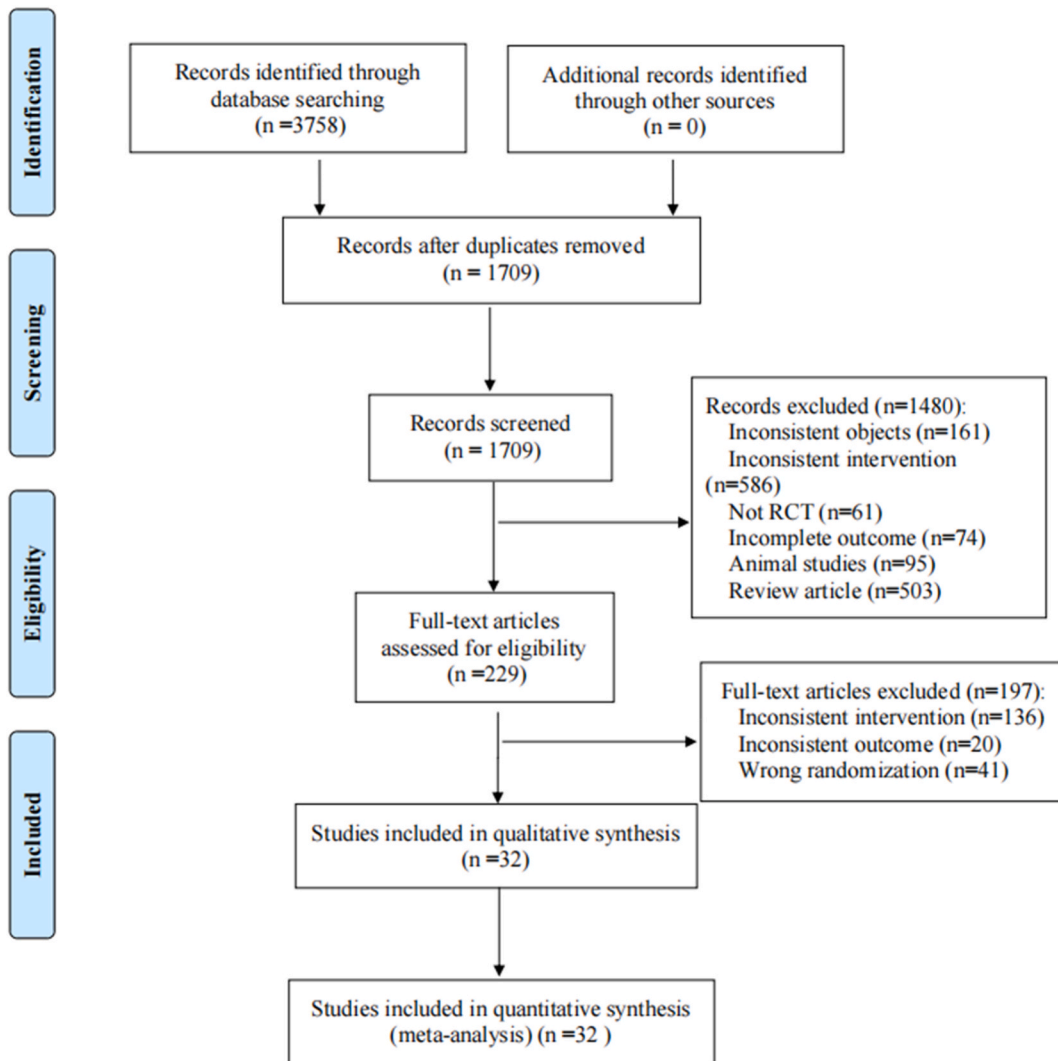 Identification
Records identified through
database searching
(n =3758)
Additional records identified
through other sources
(n = 0)
Records after duplicates removed
(n = 1709)
Screening
Records screened
(n = 1709)
Records excluded (n=1480):
Inconsistent objects (n=161)
Inconsistent intervention
(n=586)
Not RCT (n=61)
Incomplete outcome (n=74)
Animal studies (n=95)
Review article (n=503)
Eligibility
Full-text articles
assessed for eligibility
(n =229)
Full-text articles excluded (n=197):
Inconsistent intervention (n=136)
Inconsistent outcome (n=20)
Wrong randomization (n=41)
Included
Studies included in qualitative synthesis
(n =32)
Studies included in quantitative synthesis
(meta-analysis) (n =32 )